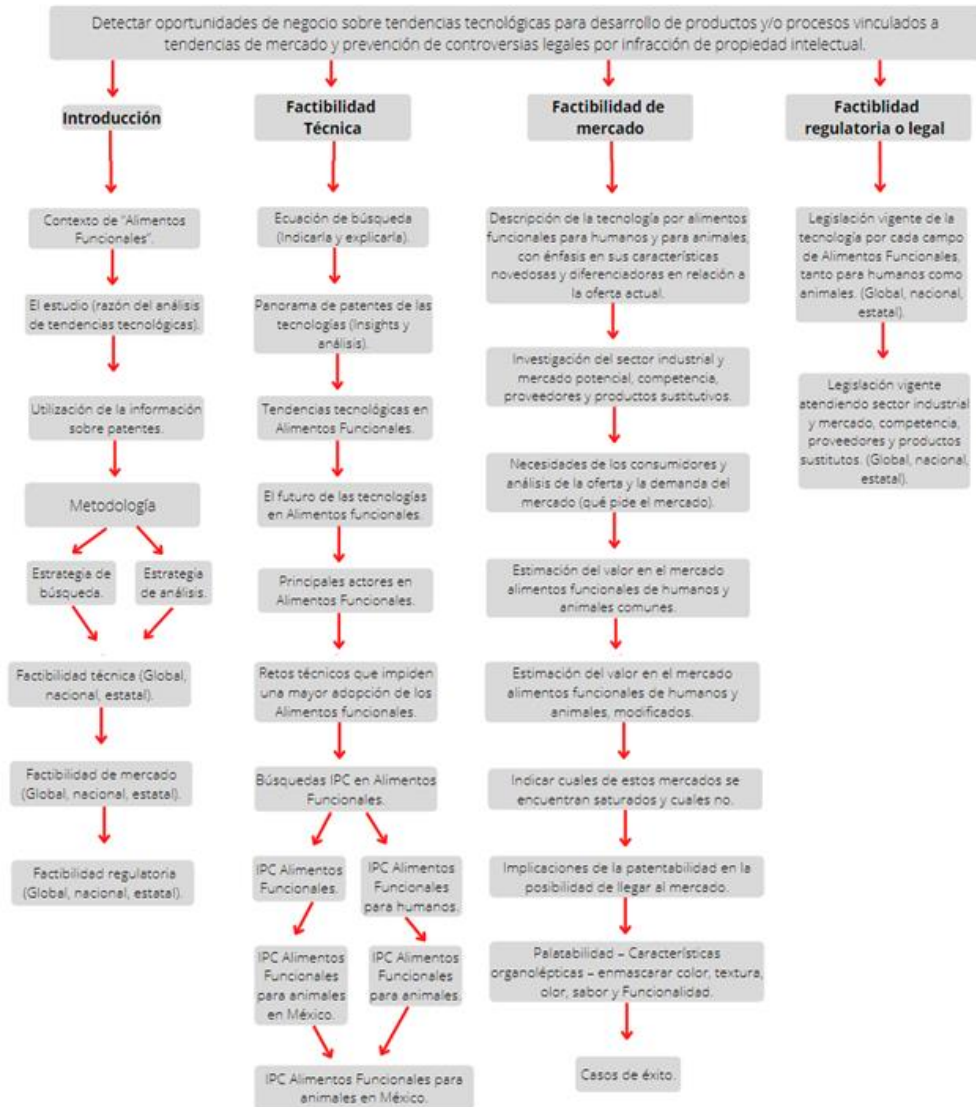 Detectar oportunidades de negocio sobre tendencias tecnológicas para desarrollo de productos y/o procesos vinculados a
tendencias de mercado y prevención de controversias legales por infracción de propiedad intelectual.
Introducción
Contexto de "Alimentos
Funcionales".
El estudio (razón del análisis
de tendencias tecnológicas).
Utilización de la información
sobre patentes.
Metodología
Estrategia de
búsqueda.
Estrategia
de análisis.
Factibilidad técnica (Global,
nacional, estatal).
Factibilidad de mercado
(Global, nacional, estatal).
Factibilidad regulatoria
(Global, nacional, estatal).
Factibilidad
Técnica
Ecuación de búsqueda
(Indicarla y explicarla).
Panorama de patentes de las
tecnologías (Insights y
análisis).
Tendencias tecnológicas en
Alimentos Funcionales.
El futuro de las tecnologías
en Alimentos funcionales.
Principales actores en
Alimentos Funcionales.
Retos técnicos que impiden
una mayor adopción de los
Alimentos funcionales.
Búsquedas IPC en Alimentos
Funcionales.
IPC Alimentos
Funcionales.
IPC Alimentos
Funcionales
para humanos.
IPC Alimentos
Funcionales
para animales
en México.
IPC Alimentos
Funcionales
para animales.
IPC Alimentos Funcionales para
animales en México.
Factibilidad de
mercado
Descripción de la tecnología por alimentos
funcionales para humanos y para animales,
con énfasis en sus características
novedosas y diferenciadoras en relación a
la oferta actual.
Investigación del sector industrial y
mercado potencial, competencia,
proveedores y productos sustitutivos.
Necesidades de los consumidores y
análisis de la oferta y la demanda del
mercado (qué pide el mercado).
Estimación del valor en el mercado
alimentos funcionales de humanos y
animales comunes.
Estimación del valor en el mercado
alimentos funcionales de humanos y
animales, modificados.
Indicar cuales de estos mercados se
encuentran saturados y cuales no.
Implicaciones de la patentabilidad en la
posibilidad de llegar al mercado.
Palatabilidad – Características
organolépticas – enmascarar color, textura,
olor, sabor y Funcionalidad.
Casos de éxito.
Factiblidad
regulatoria o legal
Legislación vigente de la
tecnología por cada campo
de Alimentos Funcionales,
tanto para humanos como
animales. (Global, nacional,
estatal).
Legislación vigente
atendiendo sector industrial
y mercado, competencia,
proveedores y productos
sustitutos. (Global, nacional,
estatal).